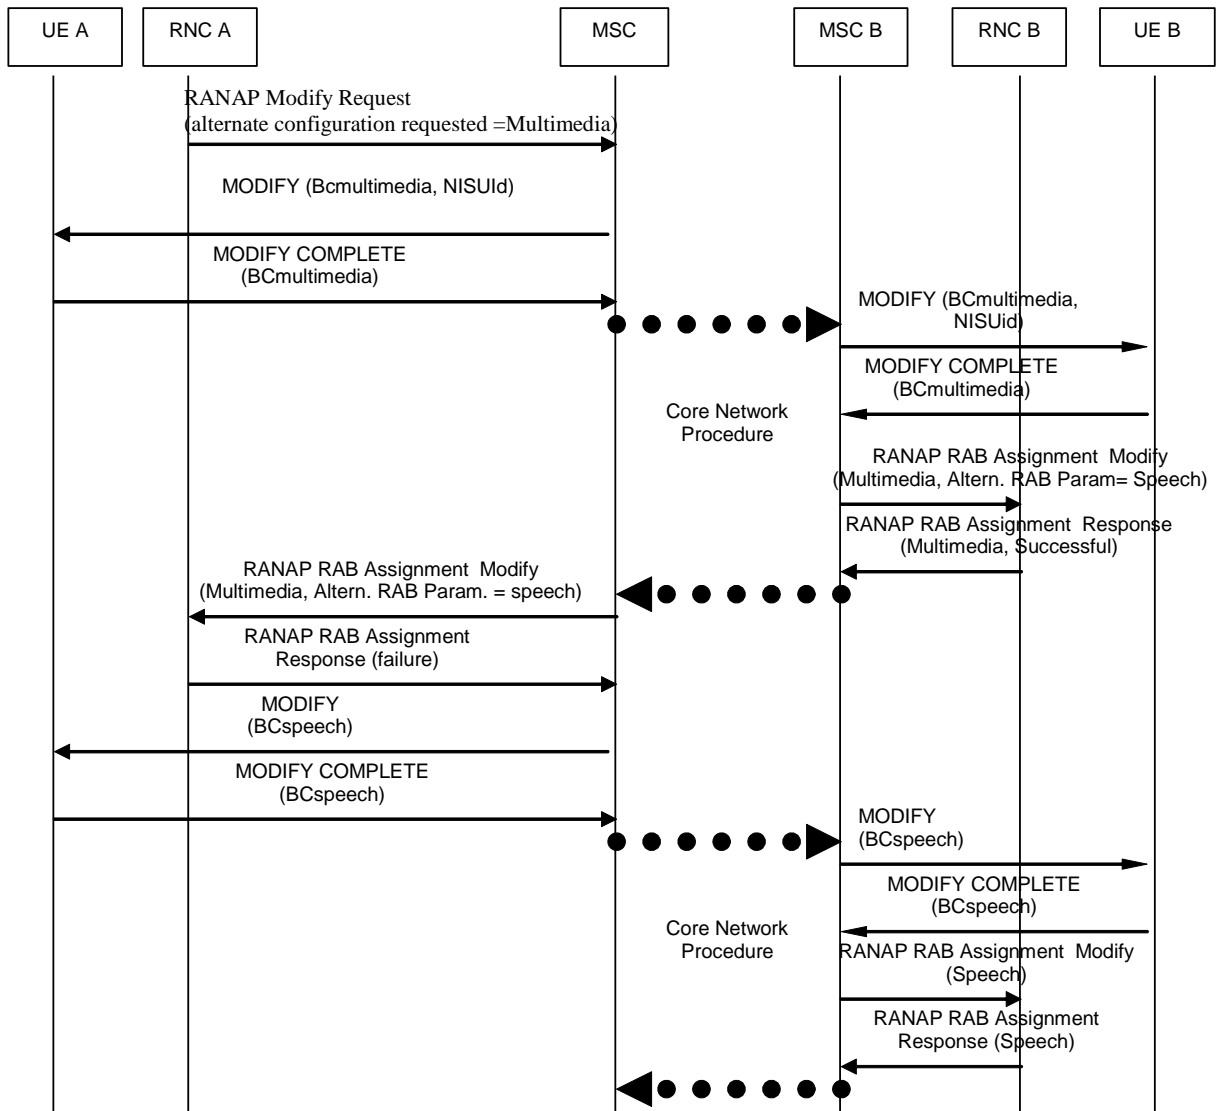 UE A
RNC A
MSC
MSC B
RNC B
UE B
RANAP Modify Request
(alternate configuration requested =Multimedia)
MODIFY (Bcmultimedia, NISUId)
MODIFY COMPLETE
(BCmultimedia)
MODIFY (BCmultimedia,
NISUid)
MODIFY COMPLETE
(BCmultimedia)
Core Network
Procedure
RANAP RAB Assignment Modify
(Multimedia, Altern. RAB Param= Speech)
RANAP RAB Assignment Response
(Multimedia, Successful)
RANAP RAB Assignment Modify
(Multimedia, Altern. RAB Param. = speech)
RANAP RAB Assignment
Response (failure)
MODIFY
(BCspeech)
MODIFY COMPLETE
(BCspeech)
MODIFY
(BCspeech)
MODIFY COMPLETE
(BCspeech)
Core Network
Procedure
RANAP RAB Assignment Modify
(Speech)
RANAP RAB Assignment
Response (Speech)